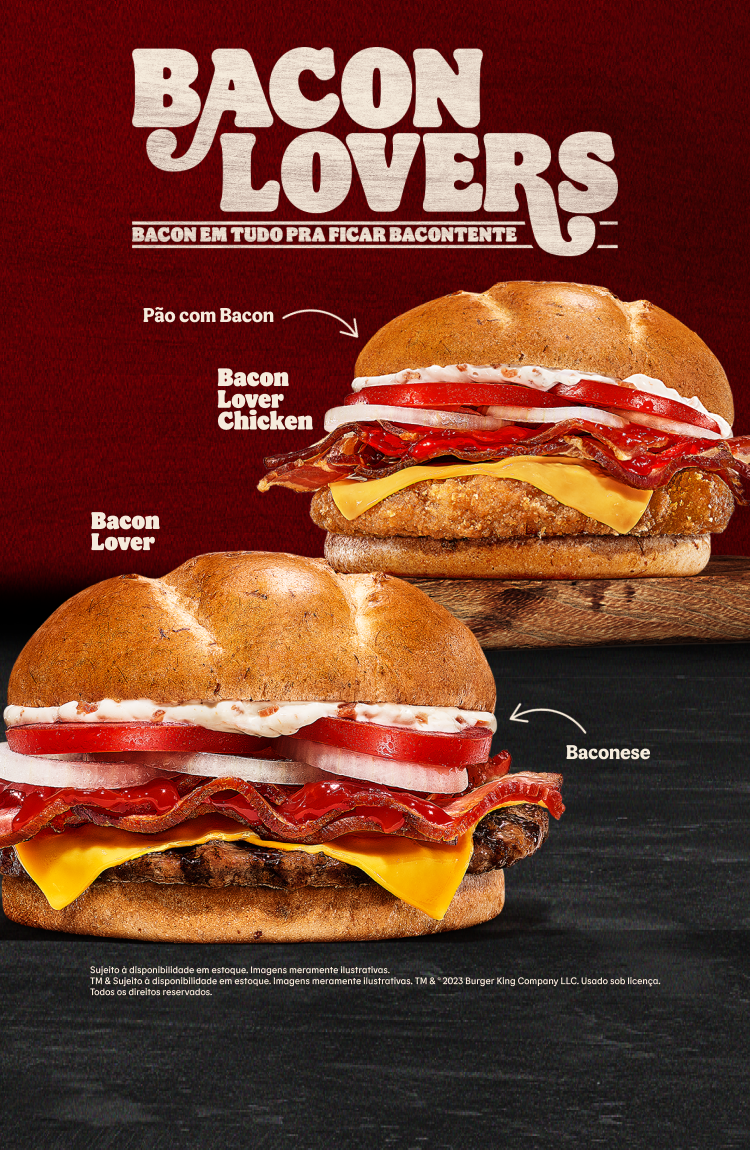 BACON
LOVERS
BACON EM TUDO PRA FICAR BACONTENTE
Pão com Bacon
Bacon
Lover
Chicken
Bacon
Lover
Baconese
Sujeito à disponibilidade em estoque. Imagens meramente ilustrativas.
TM & Sujeito à disponibilidade em estoque. Imagens meramente ilustrativas. TM & © 2023 Burger King Company LLC. Usado sob licença.
Todos os direitos reservados.